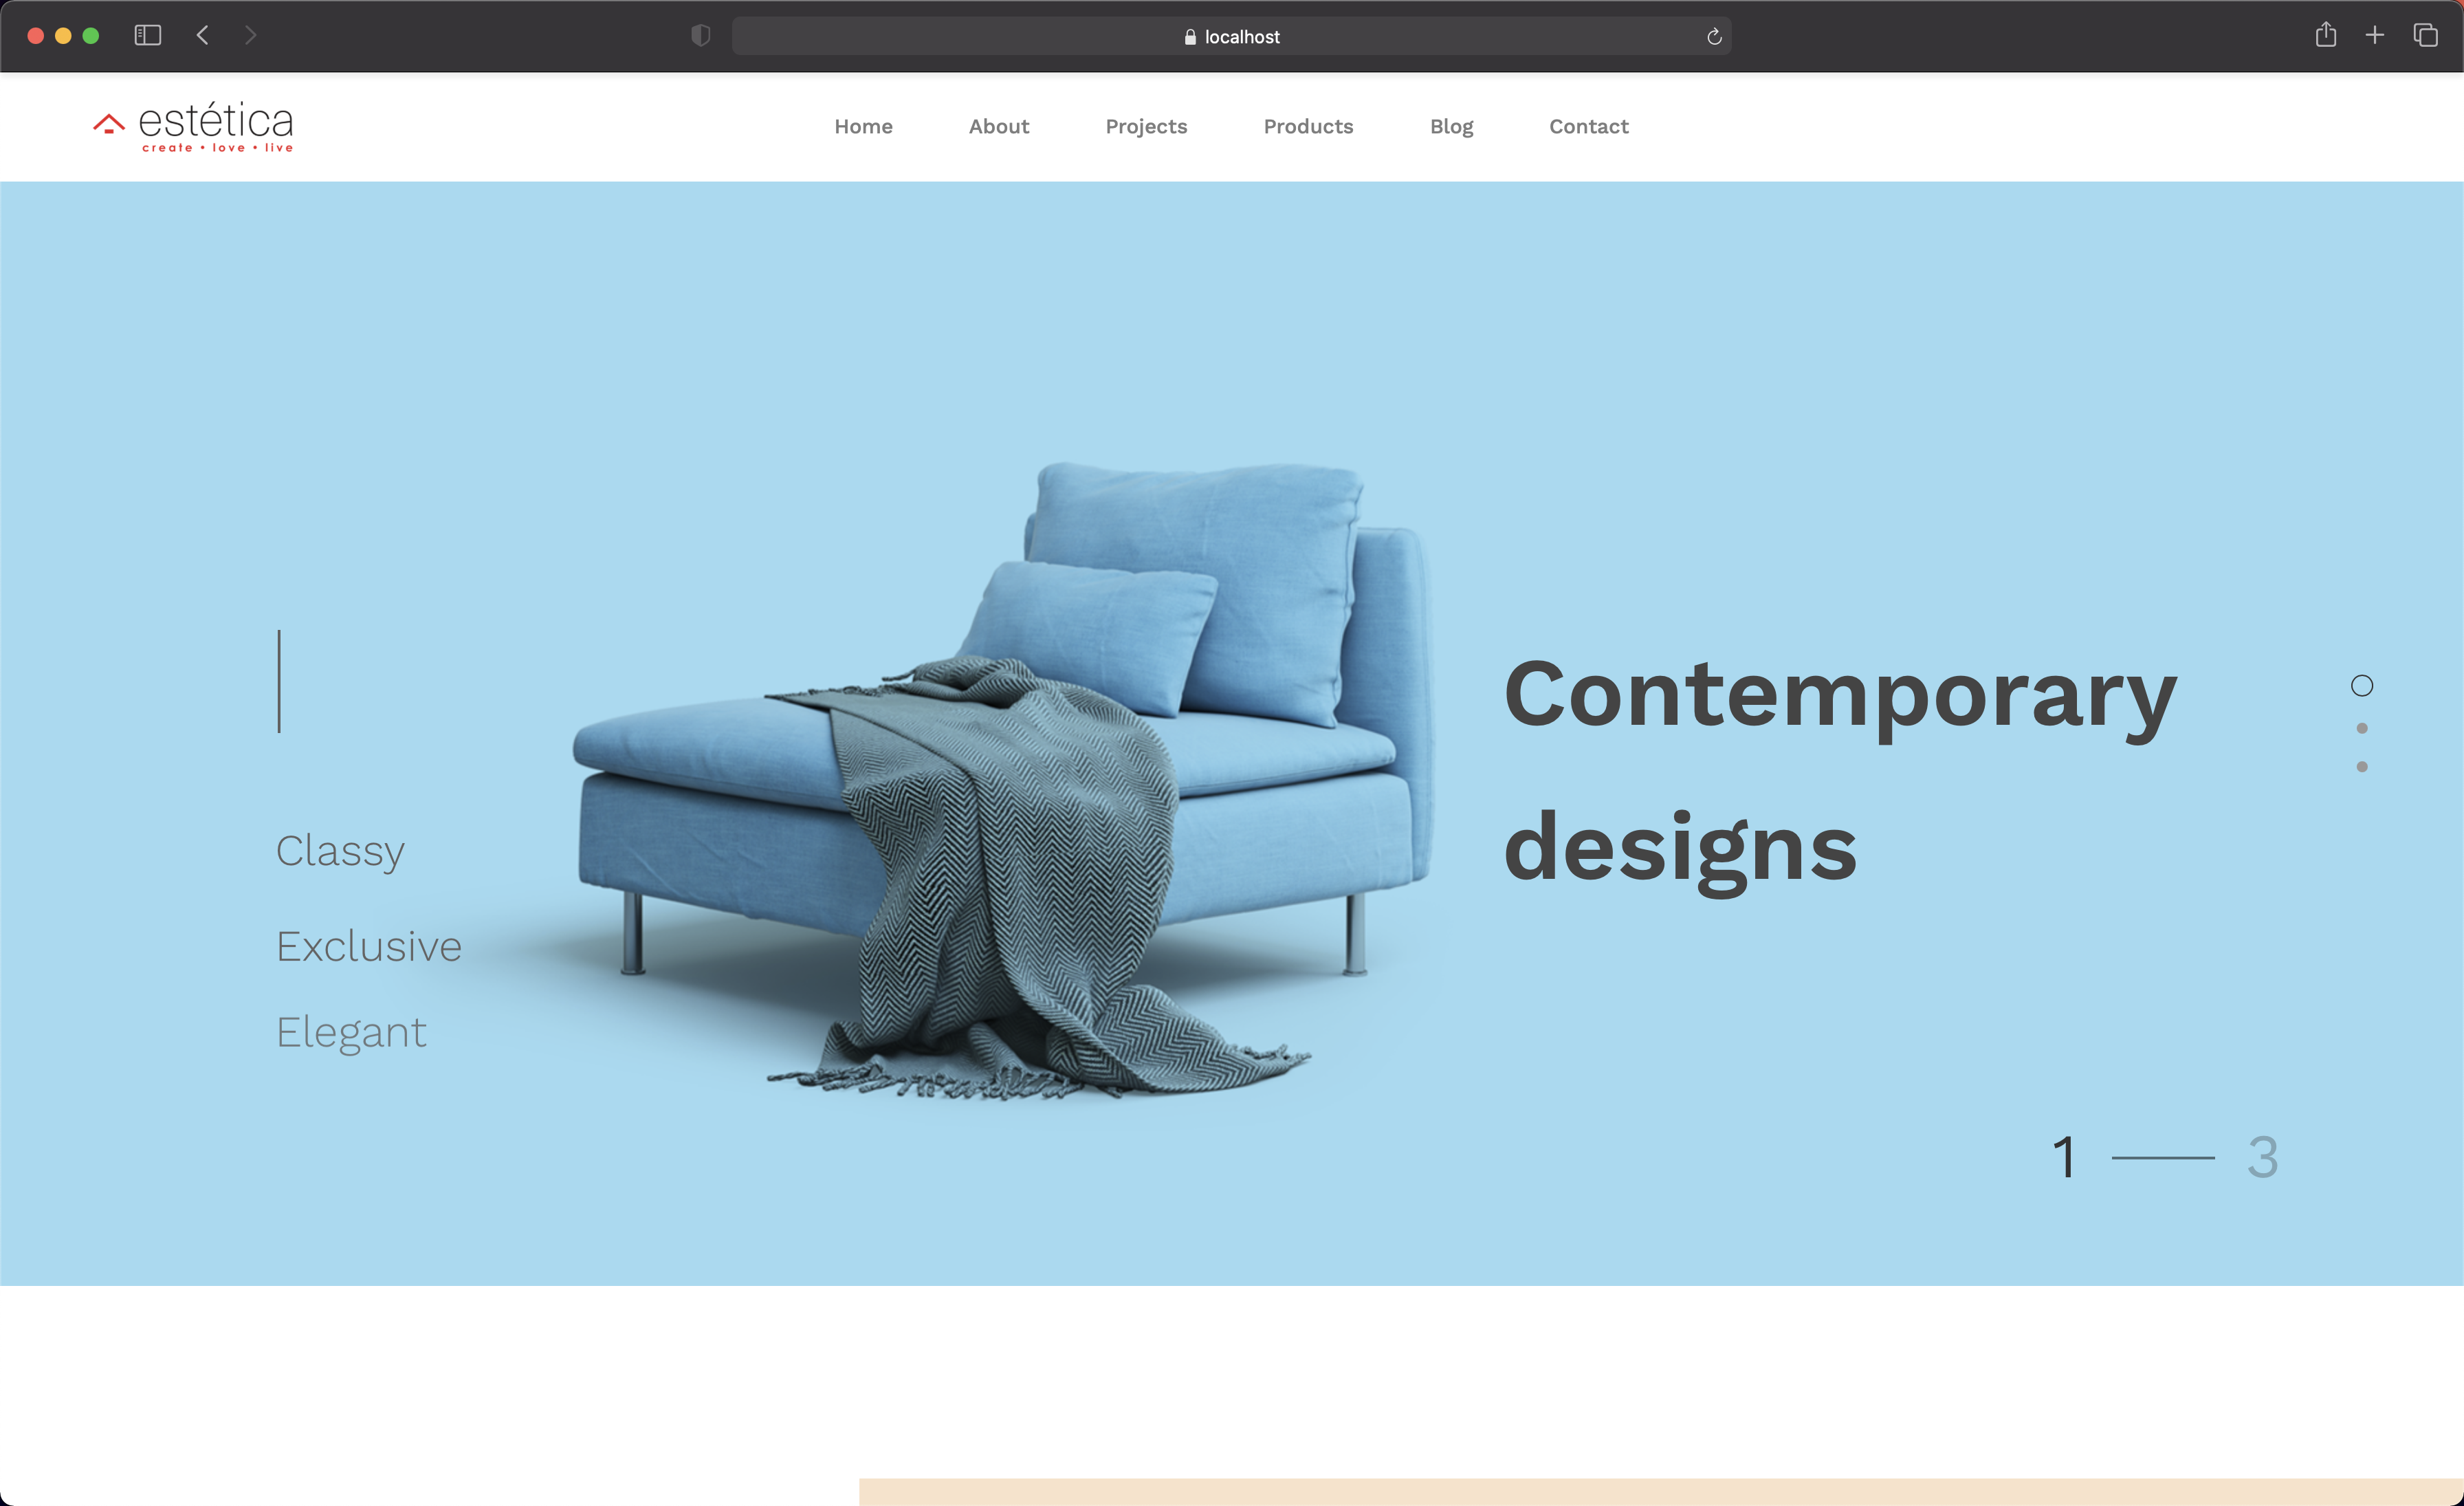 localhost
estética
create • love • live
Home About Projects Products Blog Contact
Classy
Exclusive
Elegant
Contemporary
designs
1 3